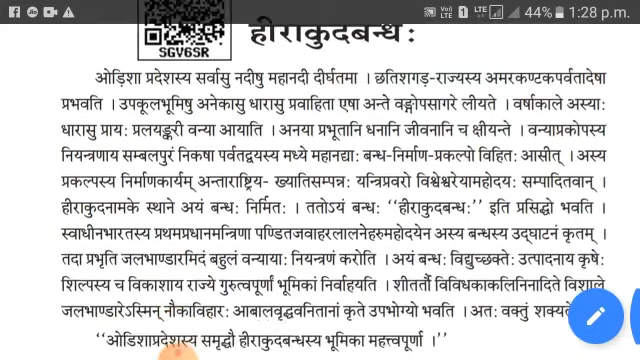 44% 1:28 p.m.
SGV6SR
हीराकुदबन्धः
ओड़िशा प्रदेशस्य सर्वासु नदीषु महानदी दीर्घतमा । छतिशगड़-राज्यस्य अमरकण्टकपर्वतादेषा
प्रभवति । उपकूलभूमिषु अनेकासु धारासु प्रवाहिता एषा अन्ते वङ्गोपसागरे लीयते । वर्षाकाले अस्याः
धारासु प्रायः प्रलयङ्करी वन्या आयाति । अनया प्रभूतानि धनानि जीवनानि च क्षीयन्ते । वन्याप्रकोपस्य
नियन्त्रणाय सम्बलपुरं निकषा पर्वतद्वयस्य मध्ये महानद्याः बन्ध-निर्माण-प्रकल्पो विहितः आसीत् । अस्य
प्रकल्पस्य निर्माणकार्यम् अन्ताराष्ट्रिय- ख्यातिसम्पन्नः यन्त्रिप्रवरो विश्वेश्वरेयामहोदयः सम्पादितवान् ।
हीराकुदनामके स्थाने अयं बन्धः निर्मितः । ततोऽयं बन्धः ‘‘हीराकुदबन्धः’’ इति प्रसिद्धो भवति ।
स्वाधीनभारतस्य प्रथमप्रधानमन्त्रिणा पण्डितजवाहरलालनेहरुमहोदयेन अस्य बन्धस्य उद्घाटनं कृतम् ।
तदा प्रभृति जलभाण्डारमिदं बहुलं वन्यायाः नियन्त्रणं करोति । अयं बन्धः विद्युच्छक्तेः उत्पादनाय कृषेः
शिल्पस्य च विकाशाय राज्ये गुरुत्वपूर्णां भूमिकां निर्वाहयति । शीतर्तौ विविधकाकलिनिनादिते विशाले
जलभाण्डारेऽस्मिन् नौकाविहारः आबालवृद्धवनितानां कृते उपभोग्यो भवति । अतः वक्तुं शक्यते
‘‘ओडिशाप्रदेशस्य समृद्धौ हीराकुदबन्धस्य भूमिका महत्त्वपूर्णा ।’’